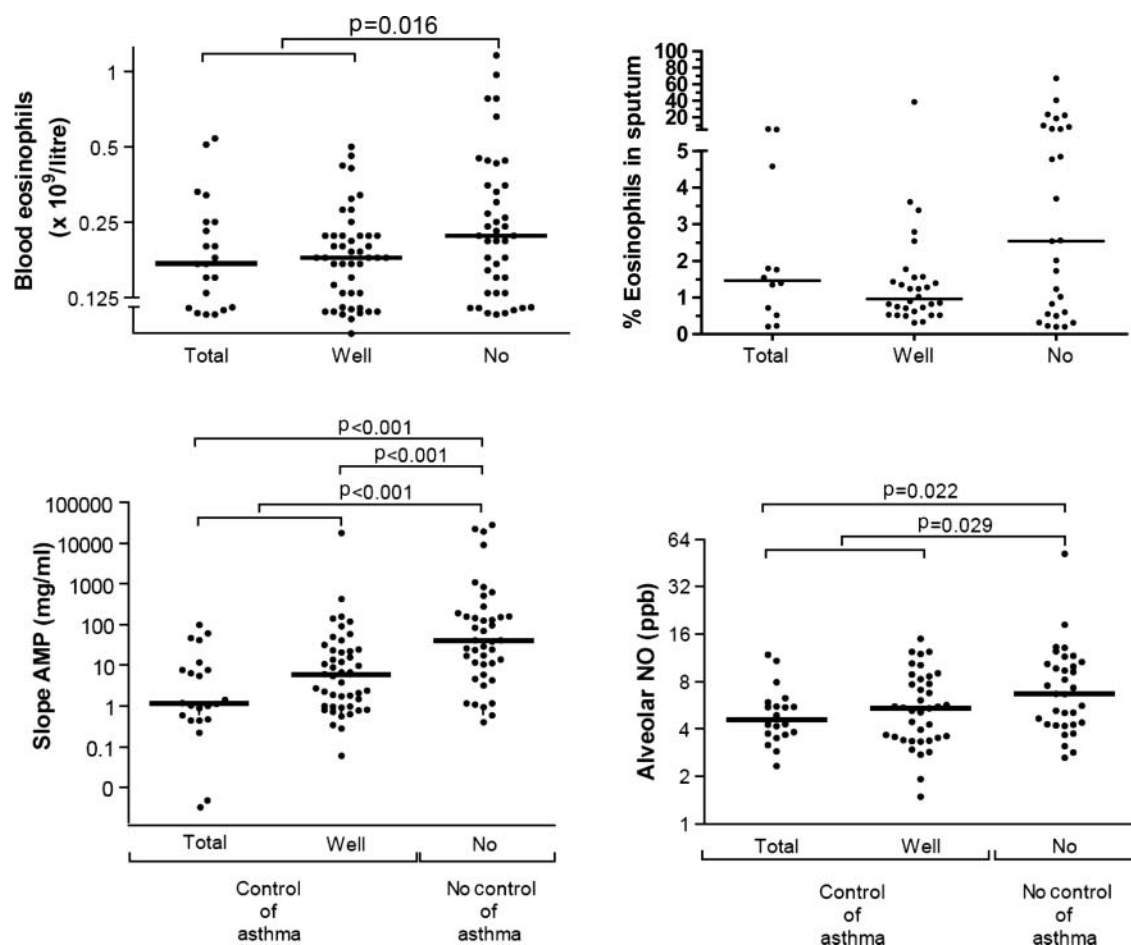 p=0.016
Blood eosinophils
(x 10⁹/litre)
1
0.5
0.25
0.125
Total
Well
No
% Eosinophils in sputum
100
80
60
40
20
5
4
3
2
1
0
Total
Well
No
p<0.001
p<0.001
p<0.001
Slope AMP (mg/ml)
100000
10000
1000
100
10
1
0.1
0
Total
Well
No
Control
of
asthma
No control
of
asthma
p=0.022
p=0.029
Alveolar NO (ppb)
64
32
16
8
4
2
1
Total
Well
No
Control
of
asthma
No control
of
asthma